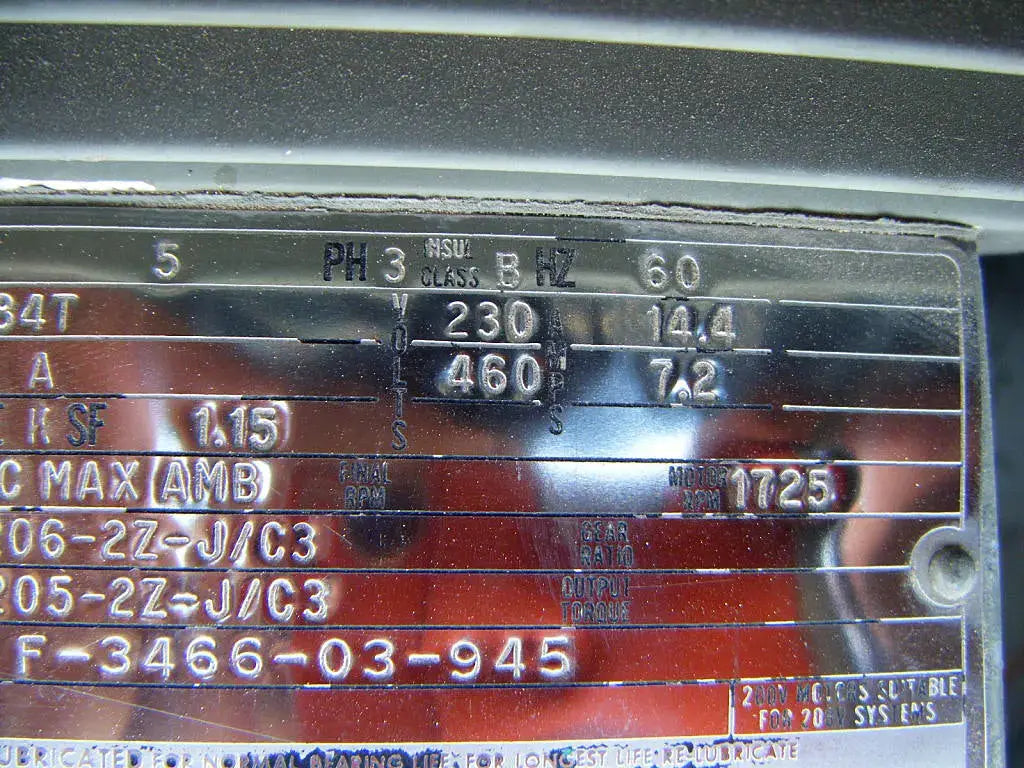 5 PH 3 INSUL CLASS B HZ 60
84T VOLTS 230 AMPS 14.4
A 460 7.2
K SF 1.15
C MAX AMB FINAL RPM MOTOR RPM 1725
206-2Z-J/C3 GEAR RATIO
205-2Z-J/C3 OUTPUT TORQUE
F-3466-03-945
200V MOTORS SUITABLE
FOR 208V SYSTEMS
UBRICATED FOR NORMAL BEARING LIFE FOR LONGEST LIFE RE-LUBRICATE